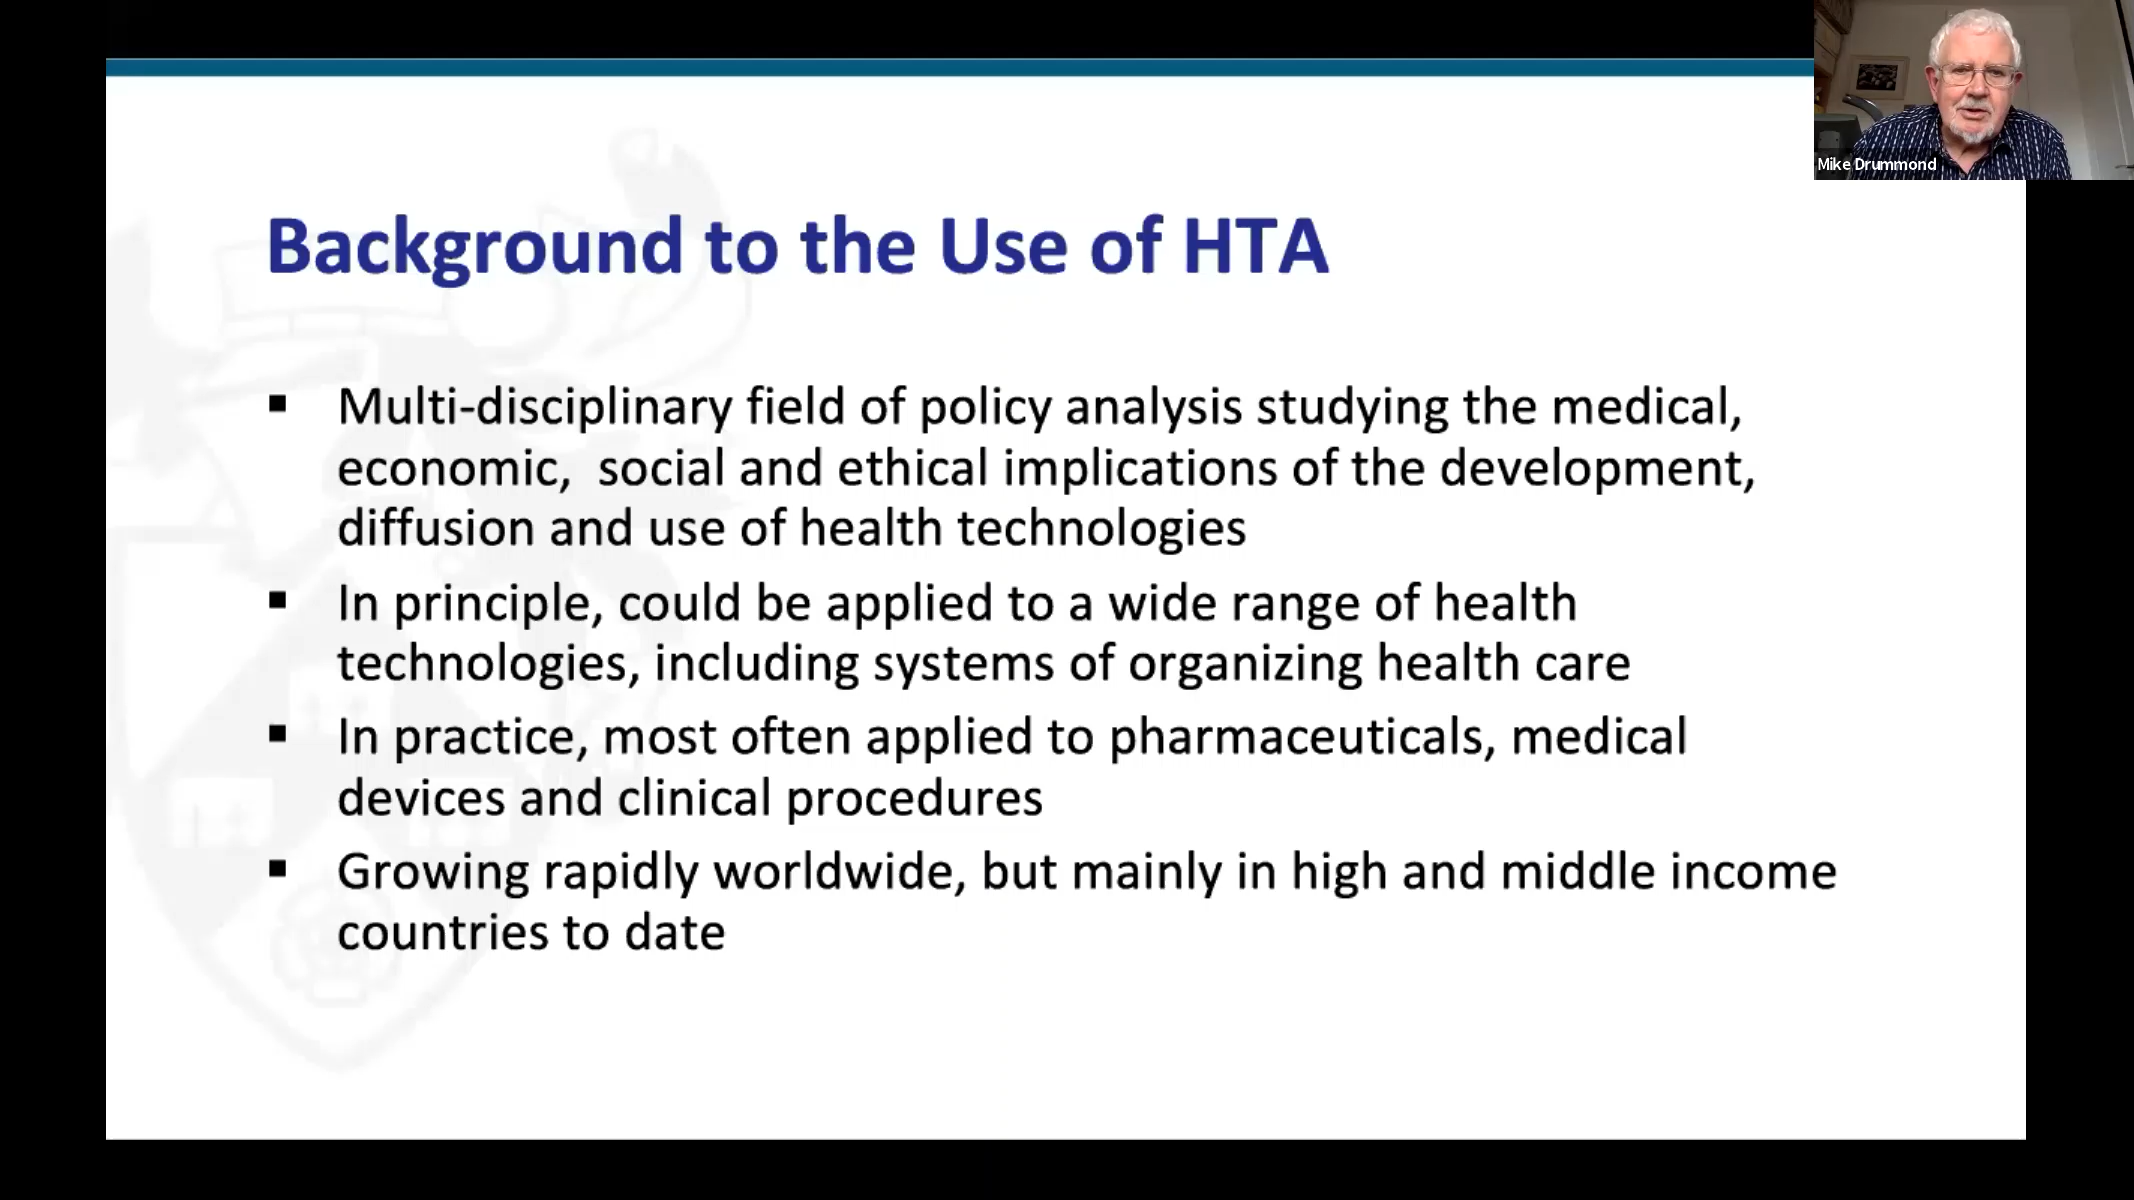 Mike Drummond
Background to the Use of HTA
▪ Multi-disciplinary field of policy analysis studying the medical,
economic,  social and ethical implications of the development,
diffusion and use of health technologies
▪ In principle, could be applied to a wide range of health
technologies, including systems of organizing health care
▪ In practice, most often applied to pharmaceuticals, medical
devices and clinical procedures
▪ Growing rapidly worldwide, but mainly in high and middle income
countries to date